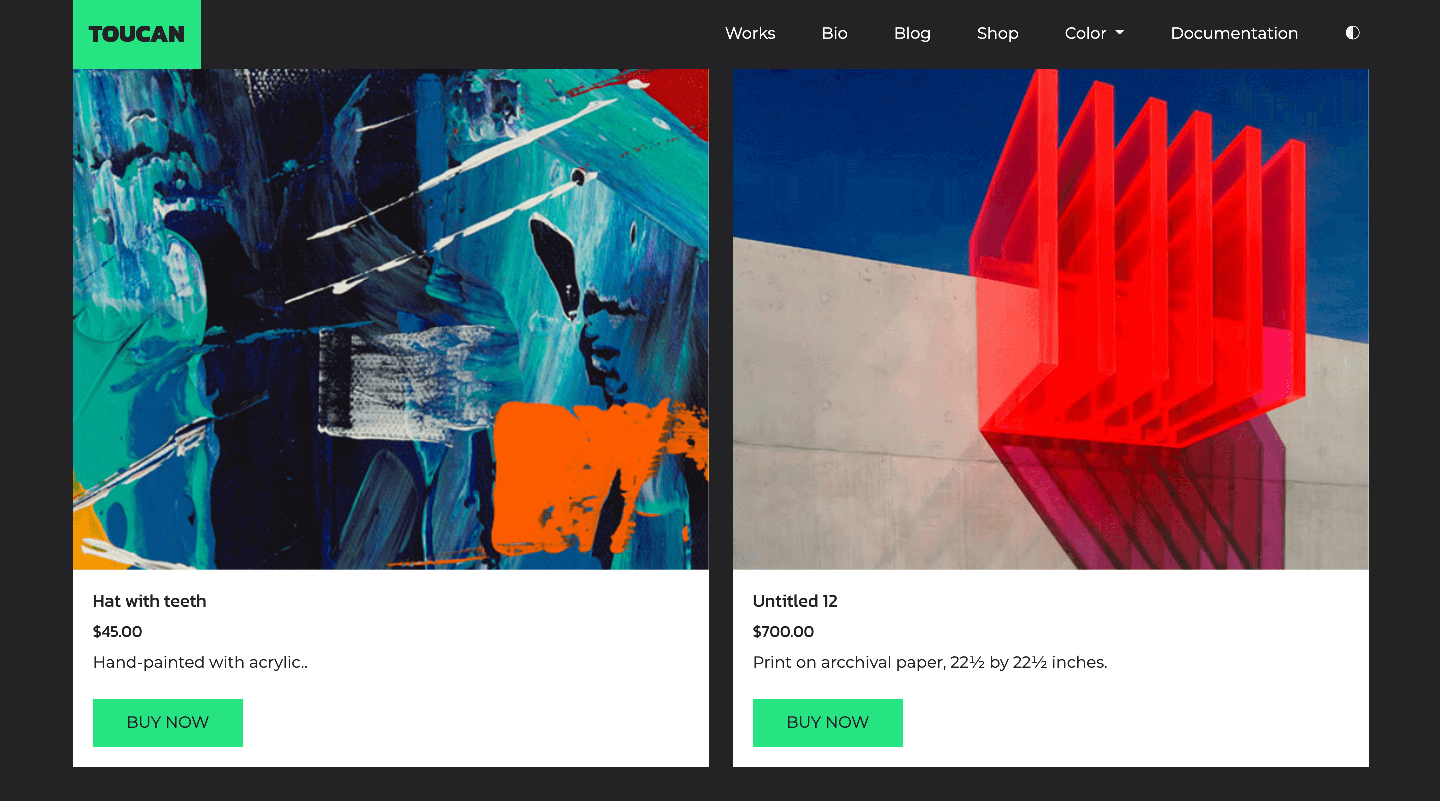 TOUCAN
Works Bio Blog Shop Color Documentation
Hat with teeth
$45.00
Hand-painted with acrylic..
BUY NOW
Untitled 12
$700.00
Print on arcchival paper, 22½ by 22½ inches.
BUY NOW